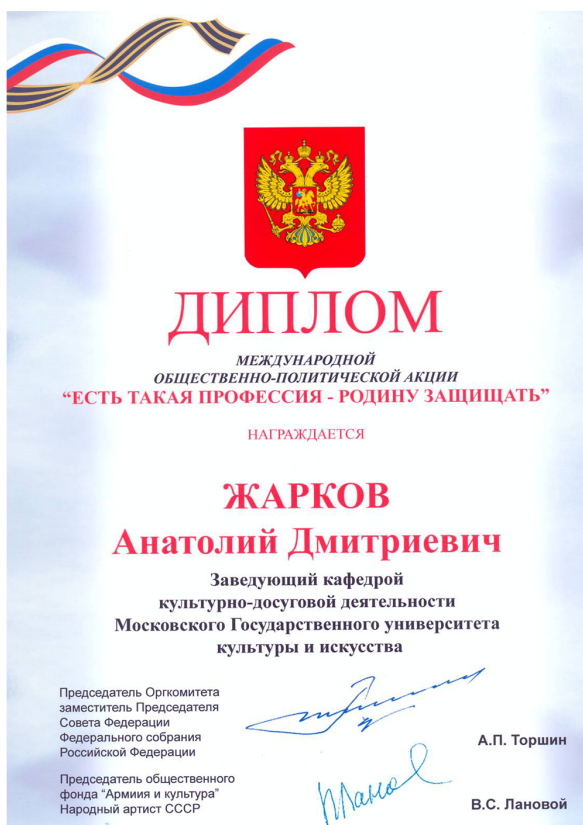 ДИПЛОМ
МЕЖДУНАРОДНОЙ
ОБЩЕСТВЕННО-ПОЛИТИЧЕСКОЙ АКЦИИ
“ЕСТЬ ТАКАЯ ПРОФЕССИЯ - РОДИНУ ЗАЩИЩАТЬ”
НАГРАЖДАЕТСЯ
ЖАРКОВ
Анатолий Дмитриевич
Заведующий кафедрой
культурно-досуговой деятельности
Московского Государственного университета
культуры и искусства
Председатель Оргкомитета
заместитель Председателя
Совета Федерации
Федерального собрания
Российской Федерации
А.П. Торшин
Председатель общественного
фонда “Армиия и культура”
Народный артист СССР
В.С. Лановой